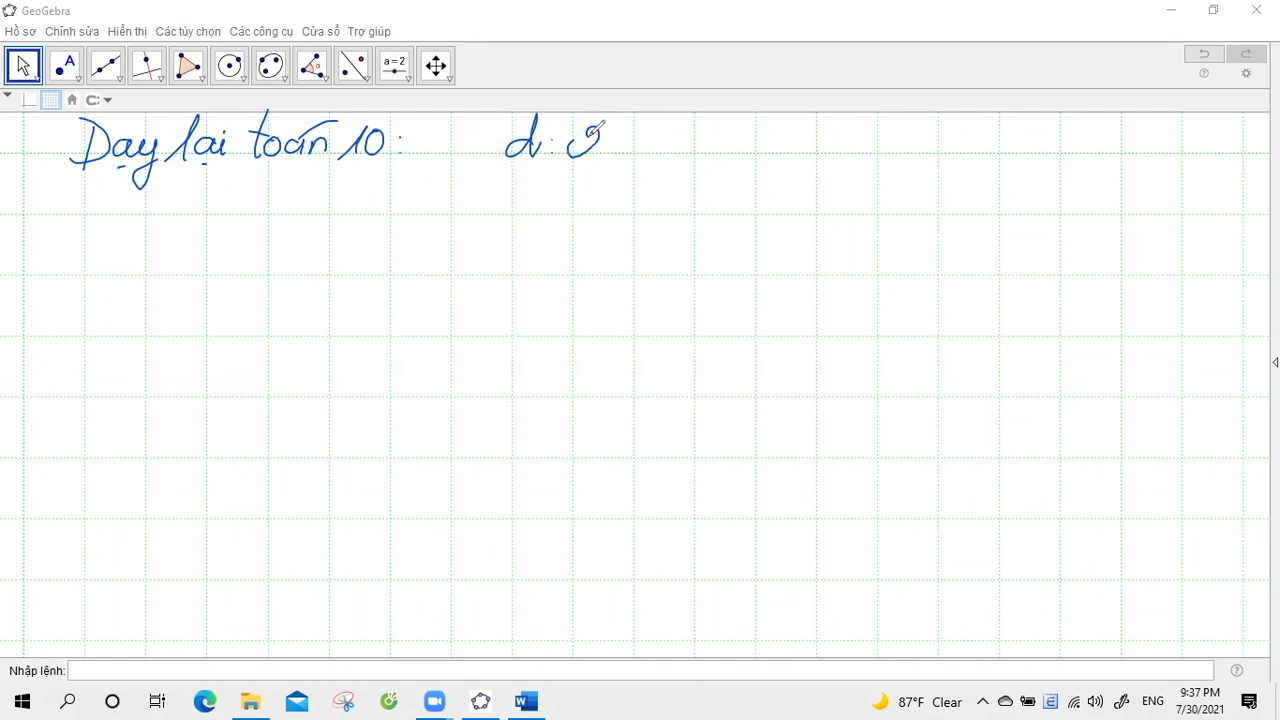 GeoGebra
Hồ sơ Chỉnh sửa Hiển thị Các tùy chọn Các công cụ Cửa sổ Trợ giúp
A
α
a = 2
Dạy lại toán 10: d:
Nhập lệnh:
W
87°F Clear
ENG
9:37 PM
7/30/2021